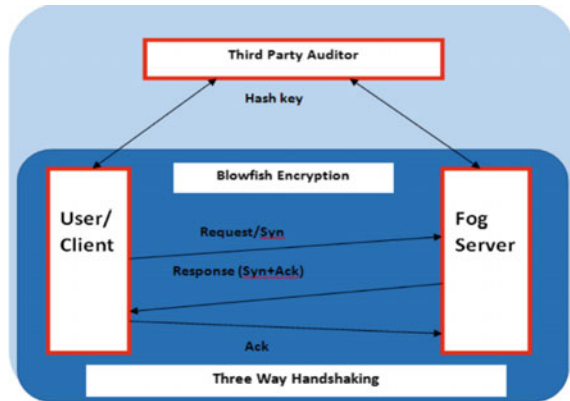 Third Party Auditor
Hash key
Blowfish Encryption
User/
Client
Fog
Server
Request/Syn
Response (Syn+Ack)
Ack
Three Way Handshaking